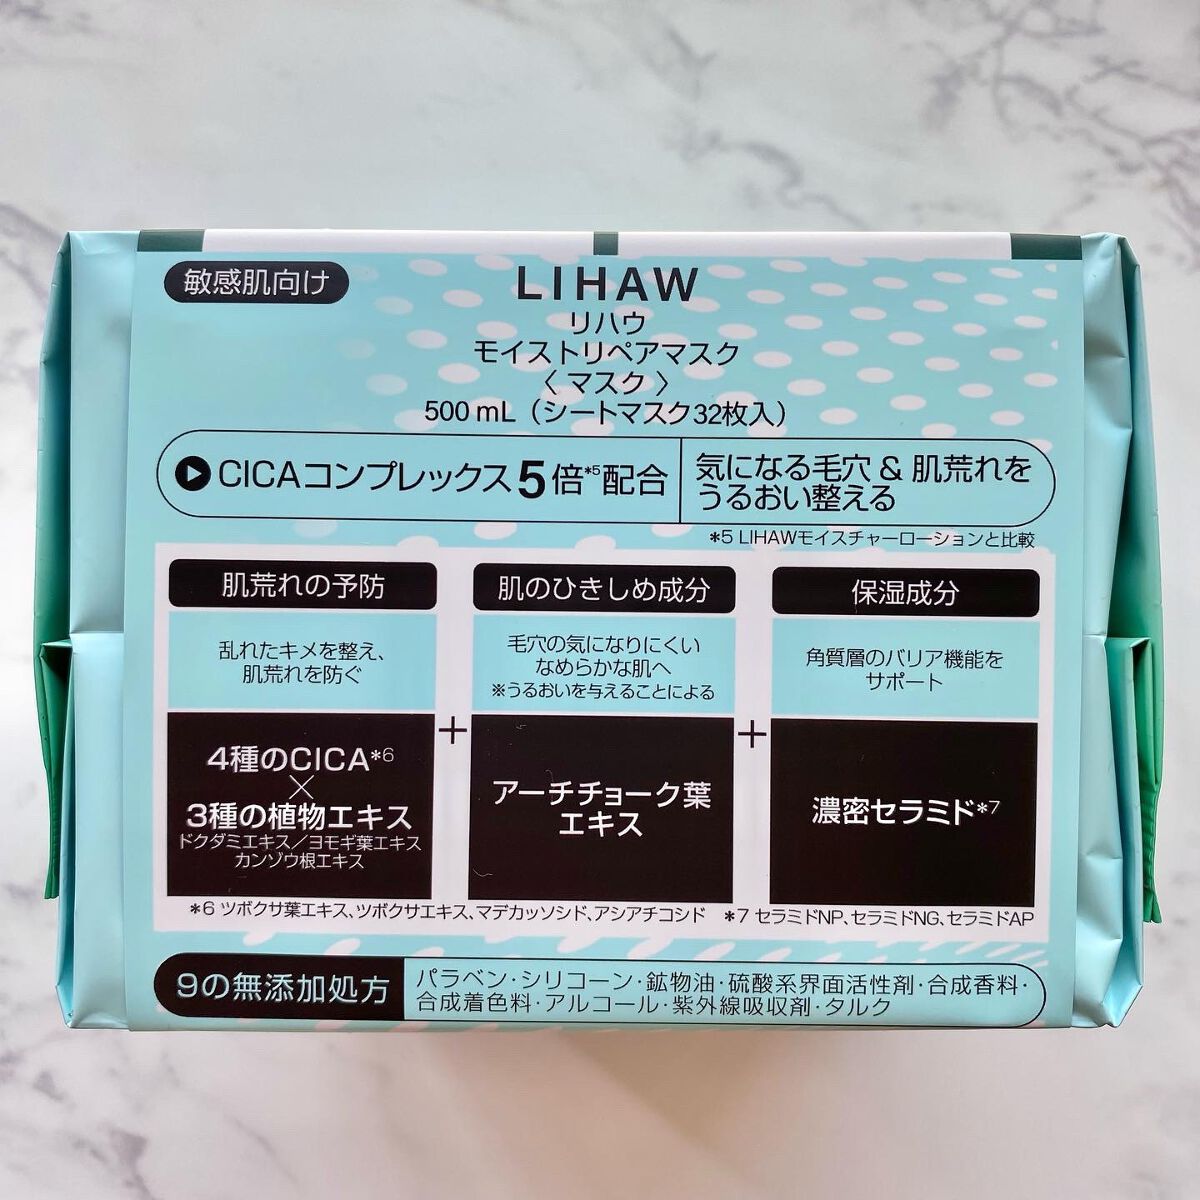 敏感肌向け
LIHAW
リハウ
モイストリペアマスク
〈 マスク 〉
500 mL（シートマスク32枚入）
CICAコンプレックス5倍*5配合
気になる毛穴 & 肌荒れを
うるおい整える
*5 LIHAWモイスチャーローションと比較
肌荒れの予防
乱れたキメを整え、
肌荒れを防ぐ
4種のCICA*6
×
3種の植物エキス
ドクダミエキス／ヨモギ葉エキス
カンゾウ根エキス
+
肌のひきしめ成分
毛穴の気になりにくい
なめらかな肌へ
※うるおいを与えることによる
アーチチョーク葉
エキス
+
保湿成分
角質層のバリア機能を
サポート
濃密セラミド*7
*6 ツボクサ葉エキス、ツボクサエキス、マデカッソシド、アシアチコシド
*7 セラミドNP、セラミドNG、セラミドAP
9の無添加処方
パラベン・シリコーン・鉱物油・硫酸系界面活性剤・合成香料・
合成着色料・アルコール・紫外線吸収剤・タルク